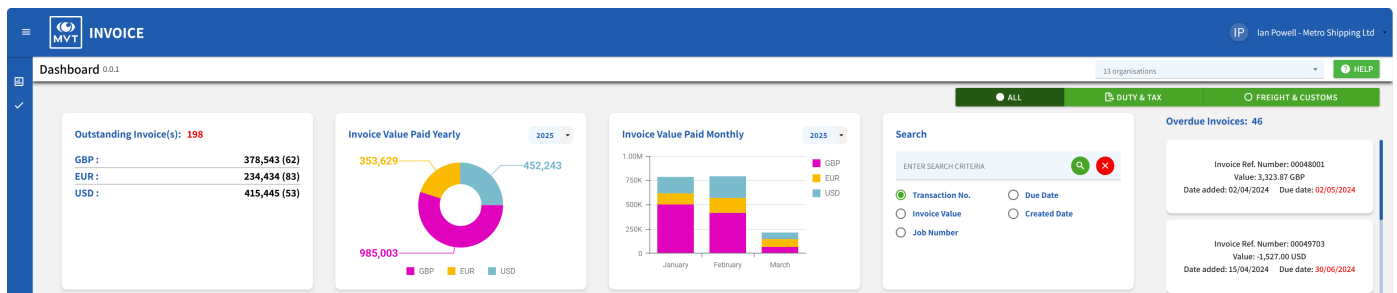 MVT
INVOICE
IP Ian Powell - Metro Shipping Ltd
Dashboard 0.0.1
13 organisations
HELP
ALL
DUTY & TAX
FREIGHT & CUSTOMS
Outstanding Invoice(s): 198
GBP : 378,543 (62)
EUR : 234,434 (83)
USD : 415,445 (53)
Invoice Value Paid Yearly
2025
353,629
452,243
985,003
GBP EUR USD
Invoice Value Paid Monthly
2025
1.00M
750K
500K
250K
0
January February March
GBP
EUR
USD
Search
ENTER SEARCH CRITERIA
Transaction No. Due Date
Invoice Value Created Date
Job Number
Overdue Invoices: 46
Invoice Ref. Number: 00048001
Value: 3,323.87 GBP
Date added: 02/04/2024 Due date: 02/05/2024
Invoice Ref. Number: 00049703
Value: -1,527.00 USD
Date added: 15/04/2024 Due date: 30/06/2024